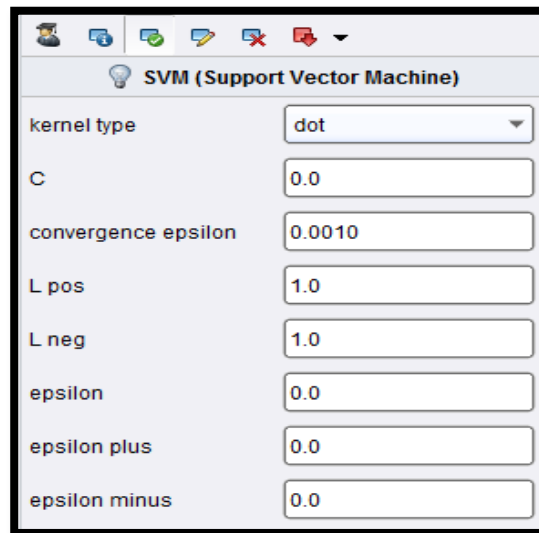 SVM (Support Vector Machine)
kernel type dot
C 0.0
convergence epsilon 0.0010
L pos 1.0
L neg 1.0
epsilon 0.0
epsilon plus 0.0
epsilon minus 0.0